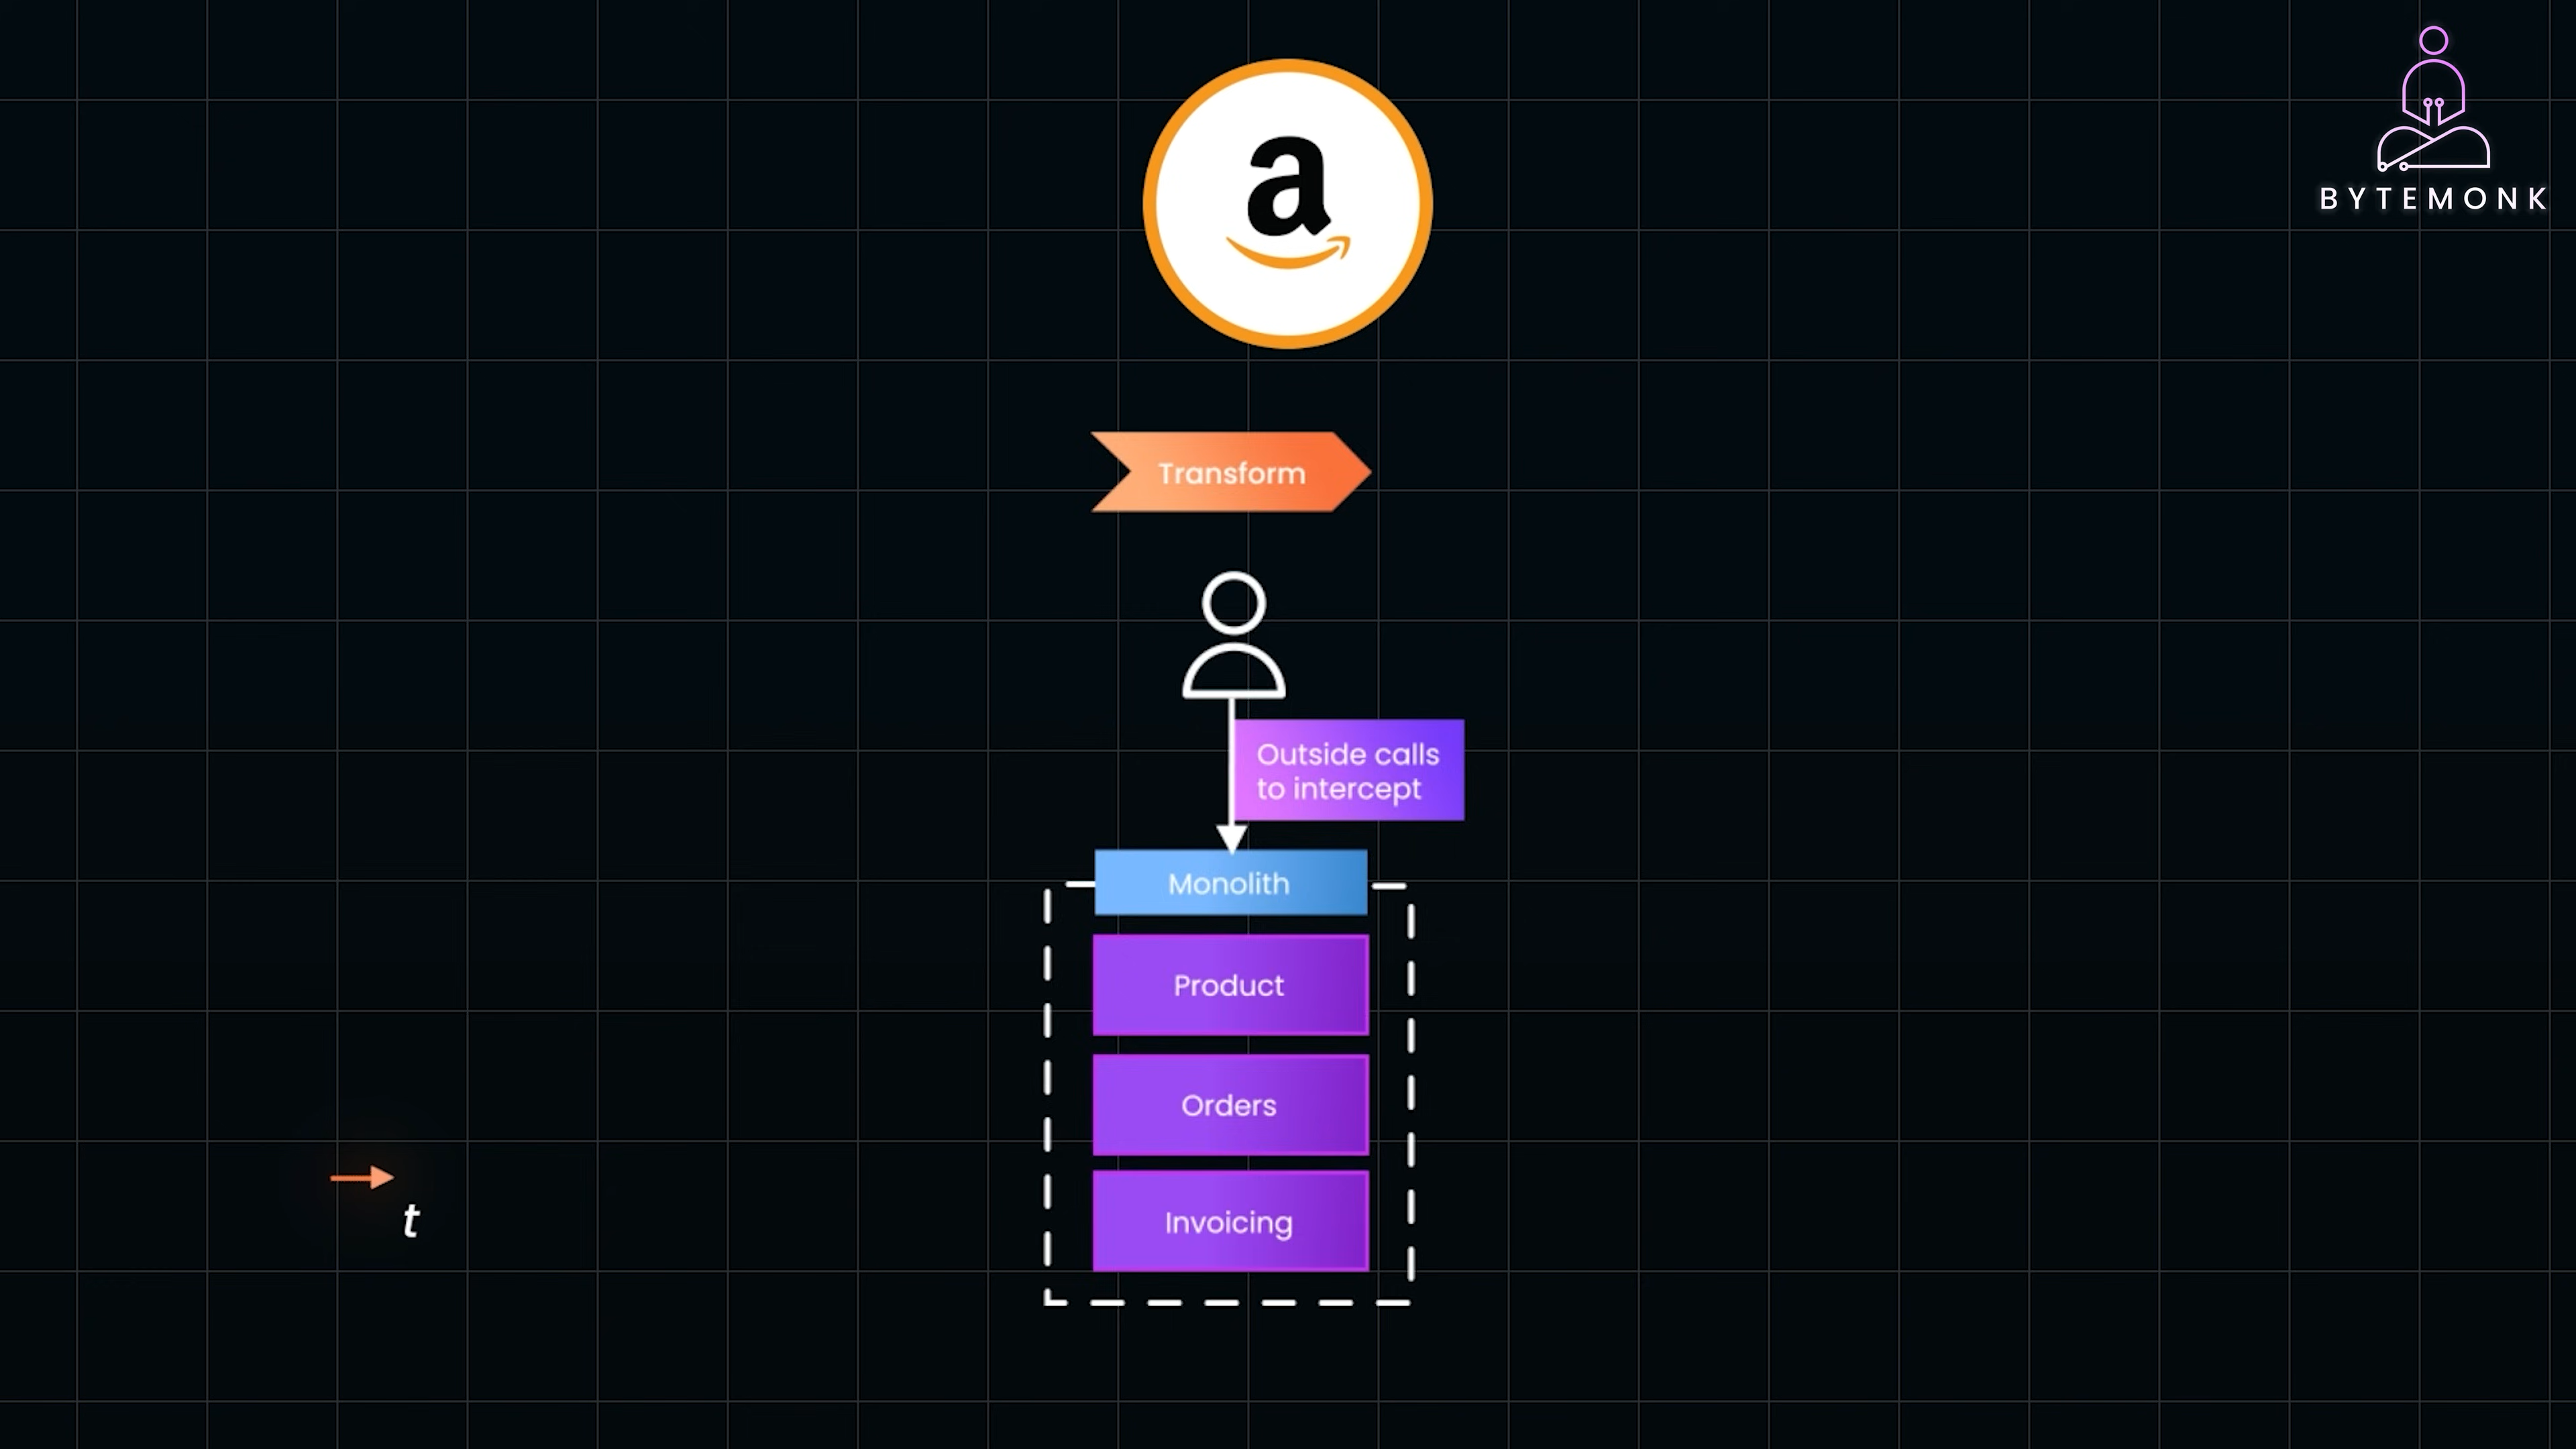 a
BYTEMONK
Transform
Outside calls
to intercept
Monolith
Product
Orders
Invoicing
t